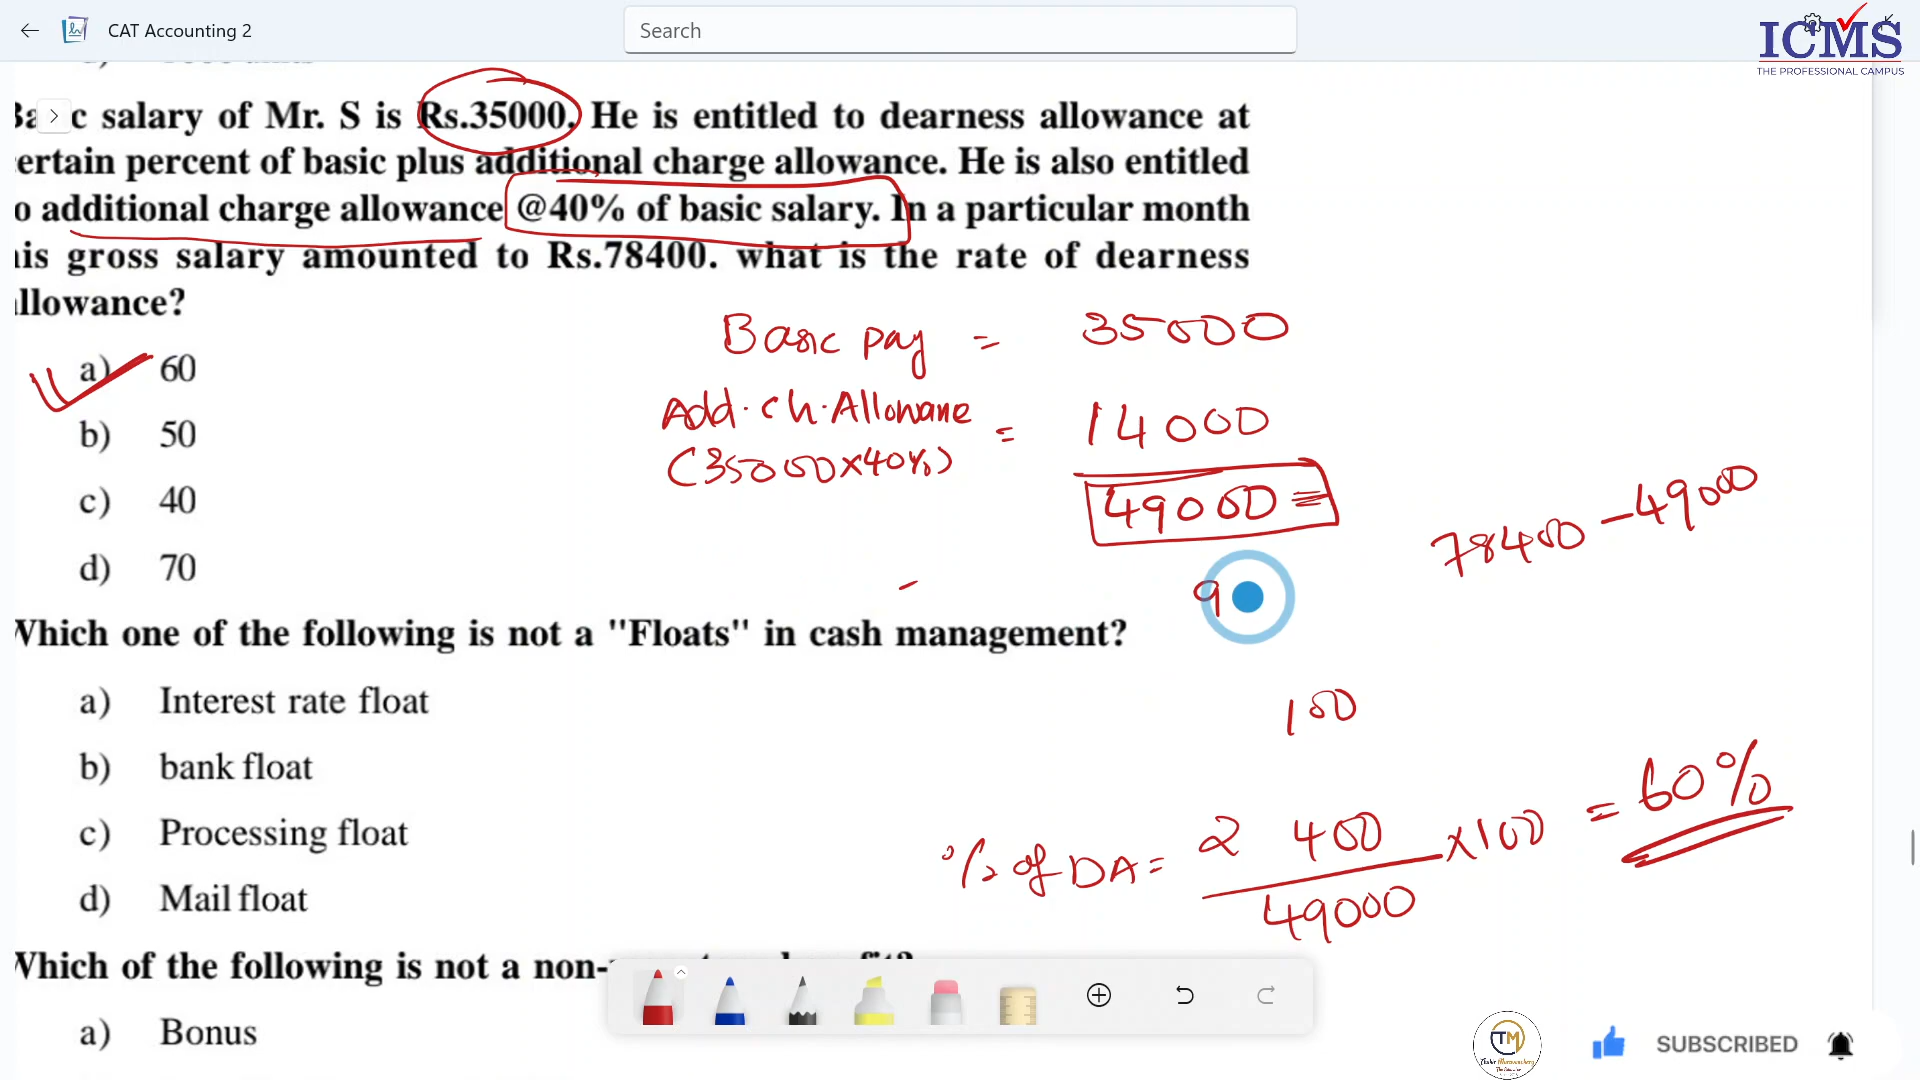 CAT Accounting 2
Search
ICMS
THE PROFESSIONAL CAMPUS
c salary of Mr. S is Rs.35000. He is entitled to dearness allowance at
ertain percent of basic plus additional charge allowance. He is also entitled
o additional charge allowance @40% of basic salary. In a particular month
is gross salary amounted to Rs.78400. what is the rate of dearness
llowance?
a) 60
b) 50
c) 40
d) 70
Basic pay = 35000
Add. Ch. Allowane = 14000
(35000x40%)
49000 =
78400 - 49000
- 9
Which one of the following is not a "Floats" in cash management?
a) Interest rate float
b) bank float
c) Processing float
d) Mail float
100
% of DA = 2 400 x100 = 60%
49000
Which of the following is not a non-
a) Bonus
TM
SUBSCRIBED